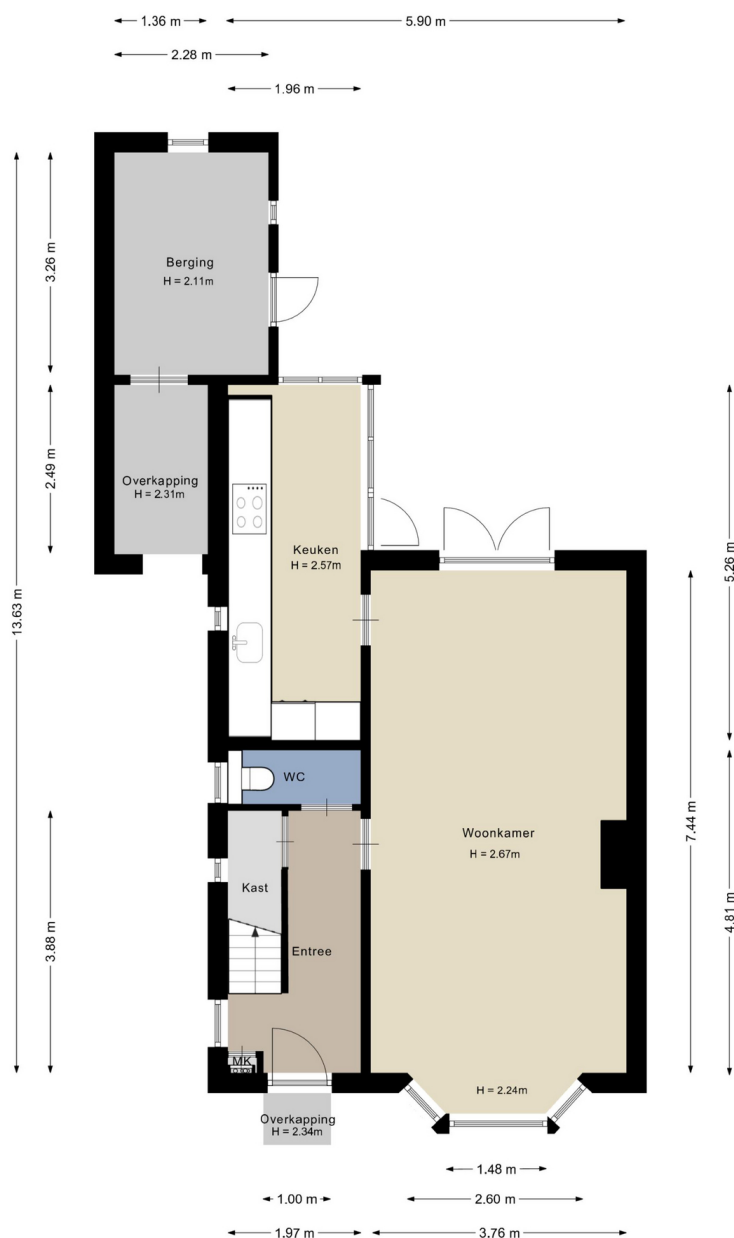 1.36 m
5.90 m
2.28 m
1.96 m
3.26 m
2.49 m
13.63 m
3.88 m
Berging
H = 2.11m
Overkapping
H = 2.31m
Keuken
H = 2.57m
WC
Woonkamer
H = 2.67m
Kast
Entree
MK
Overkapping
H = 2.34m
H = 2.24m
5.26 m
7.44 m
4.81 m
1.48 m
1.00 m
2.60 m
1.97 m
3.76 m